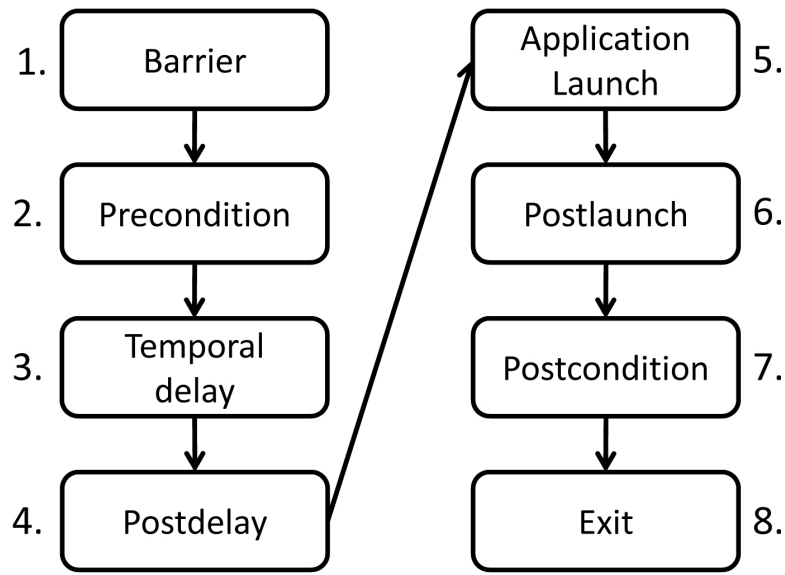 1. Barrier
2. Precondition
3. Temporal
delay
4. Postdelay
Application
Launch 5.
Postlaunch 6.
Postcondition 7.
Exit 8.